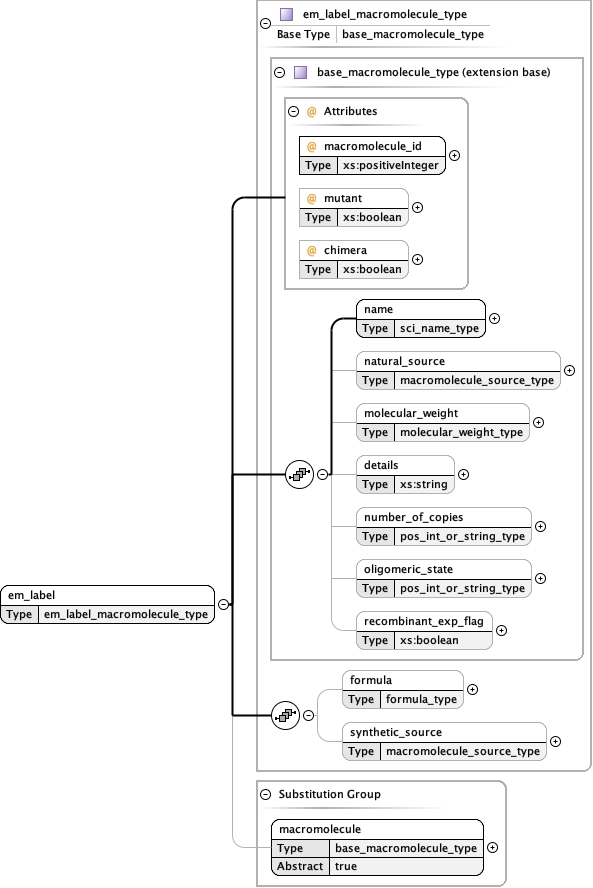 em_label_macromolecule_type
Base Type base_macromolecule_type
base_macromolecule_type (extension base)
@ Attributes
@ macromolecule_id
Type xs:positiveInteger
@ mutant
Type xs:boolean
@ chimera
Type xs:boolean
name
Type sci_name_type
natural_source
Type macromolecule_source_type
molecular_weight
Type molecular_weight_type
details
Type xs:string
number_of_copies
Type pos_int_or_string_type
oligomeric_state
Type pos_int_or_string_type
recombinant_exp_flag
Type xs:boolean
em_label
Type em_label_macromolecule_type
formula
Type formula_type
synthetic_source
Type macromolecule_source_type
Substitution Group
macromolecule
Type base_macromolecule_type
Abstract true